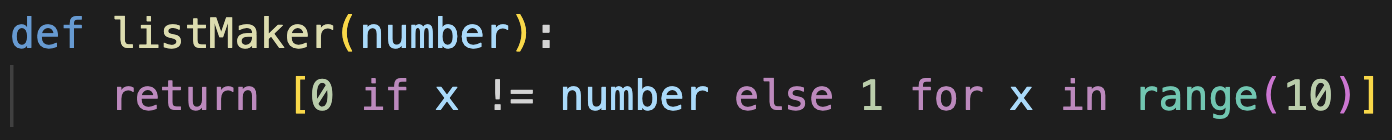 def listMaker(number):
    return [0 if x != number else 1 for x in range(10)]